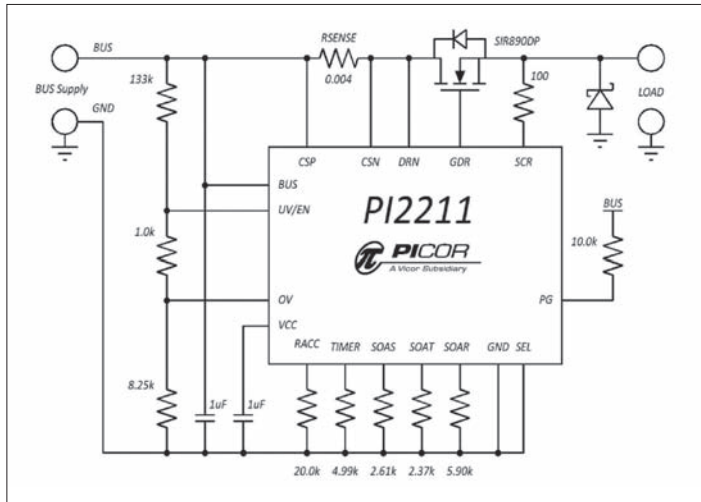 BUS
RSENSE
SIR890DP
133k
0.004
100
BUS Supply
LOAD
GND
CSP
CSN
DRN
GDR
SCR
BUS
UV/EN
PI2211
BUS
1.0k
PICOR
A Vicor Subsidiary
10.0k
OV
PG
VCC
RACC
TIMER
SOAS
SOAT
SOAR
GND
SEL
8.25k
1uF
1uF
20.0k
4.99k
2.61k
2.37k
5.90k